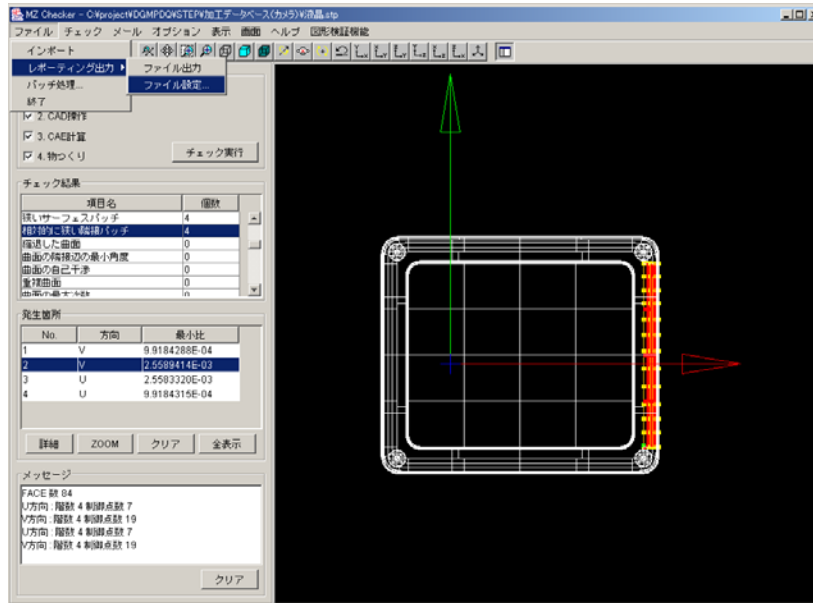 MZ Checker - C:¥project¥DGMPDQ¥STEP¥加工データベース(カメラ)¥液晶.stp
ファイル チェック メール オプション 表示 画面 ヘルプ 図形検証機能
インポート
レポーティング出力 ファイル出力
バッチ処理... ファイル設定...
終了
2. CAD操作
3. CAE計算
4. 物つくり チェック実行
チェック結果
項目名 個数
狭いサーフェスパッチ 4
相対的に狭い隣接パッチ 4
縮退した曲面 0
曲面の隣接辺の最小角度 0
曲面の自己干渉 0
重複曲面 0
曲面の最大次数 0
発生箇所
No. 方向 最小比
1 V 9.9184288E-04
2 V 2.5589414E-03
3 U 2.5583320E-03
4 U 9.9184315E-04
詳細 ZOOM クリア 全表示
メッセージ
FACE 数 84
U方向 : 階数 4 制御点数 7
V方向 : 階数 4 制御点数 19
U方向 : 階数 4 制御点数 7
V方向 : 階数 4 制御点数 19
クリア